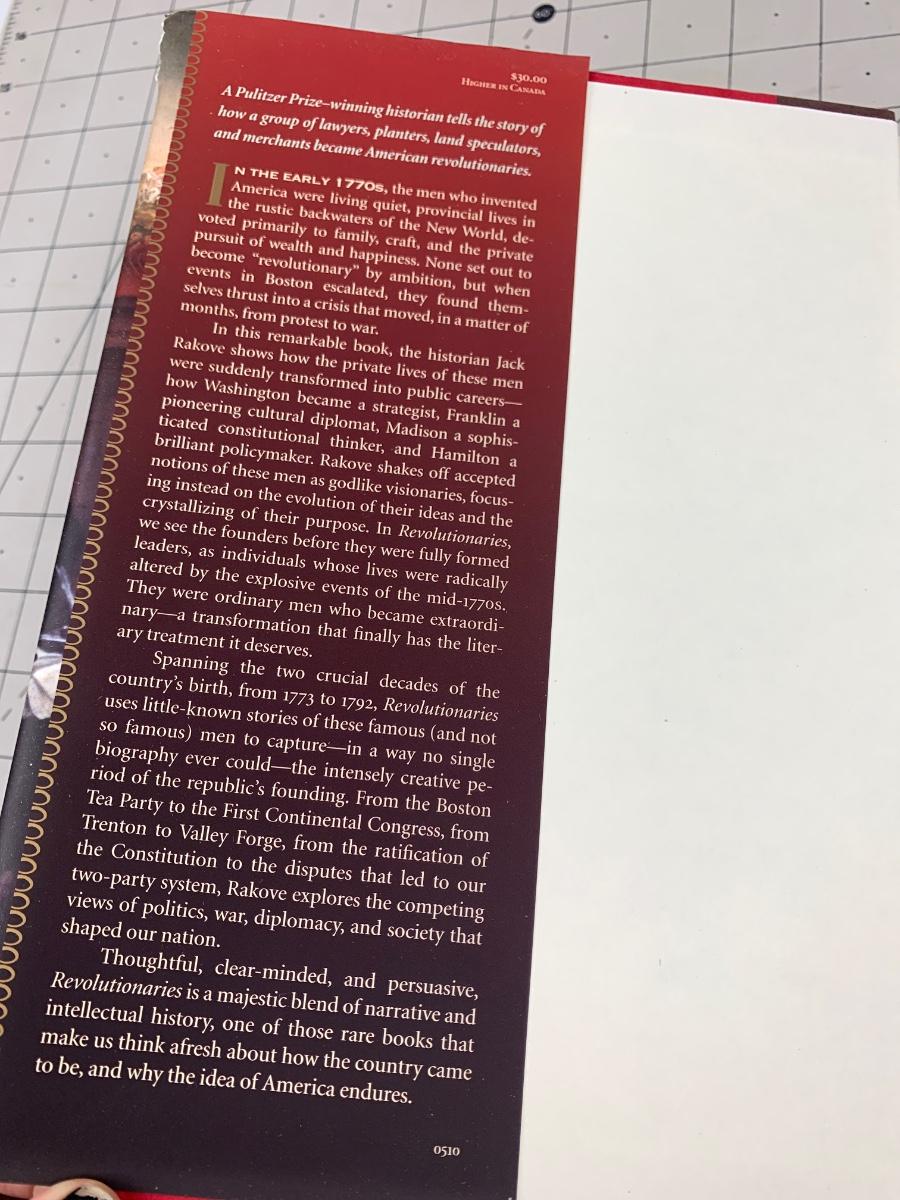 $30.00
Higher in Canada
A Pulitzer Prize–winning historian tells the story of
how a group of lawyers, planters, land speculators,
and merchants became American revolutionaries.
IN THE EARLY 1770s, the men who invented
America were living quiet, provincial lives in
the rustic backwaters of the New World, de-
voted primarily to family, craft, and the private
pursuit of wealth and happiness. None set out to
become “revolutionary” by ambition, but when
events in Boston escalated, they found them-
selves thrust into a crisis that moved, in a matter of
months, from protest to war.
In this remarkable book, the historian Jack
Rakove shows how the private lives of these men
were suddenly transformed into public careers—
how Washington became a strategist, Franklin a
pioneering cultural diplomat, Madison a sophis-
ticated constitutional thinker, and Hamilton a
brilliant policymaker. Rakove shakes off accepted
notions of these men as godlike visionaries, focus-
ing instead on the evolution of their ideas and the
crystallizing of their purpose. In Revolutionaries,
we see the founders before they were fully formed
leaders, as individuals whose lives were radically
altered by the explosive events of the mid-1770s.
They were ordinary men who became extraordi-
nary—a transformation that finally has the liter-
ary treatment it deserves.
Spanning the two crucial decades of the
country’s birth, from 1773 to 1792, Revolutionaries
uses little-known stories of these famous (and not
so famous) men to capture—in a way no single
biography ever could—the intensely creative pe-
riod of the republic’s founding. From the Boston
Tea Party to the First Continental Congress, from
Trenton to Valley Forge, from the ratification of
the Constitution to the disputes that led to our
two-party system, Rakove explores the competing
views of politics, war, diplomacy, and society that
shaped our nation.
Thoughtful, clear-minded, and persuasive,
Revolutionaries is a majestic blend of narrative and
intellectual history, one of those rare books that
make us think afresh about how the country came
to be, and why the idea of America endures.
0510